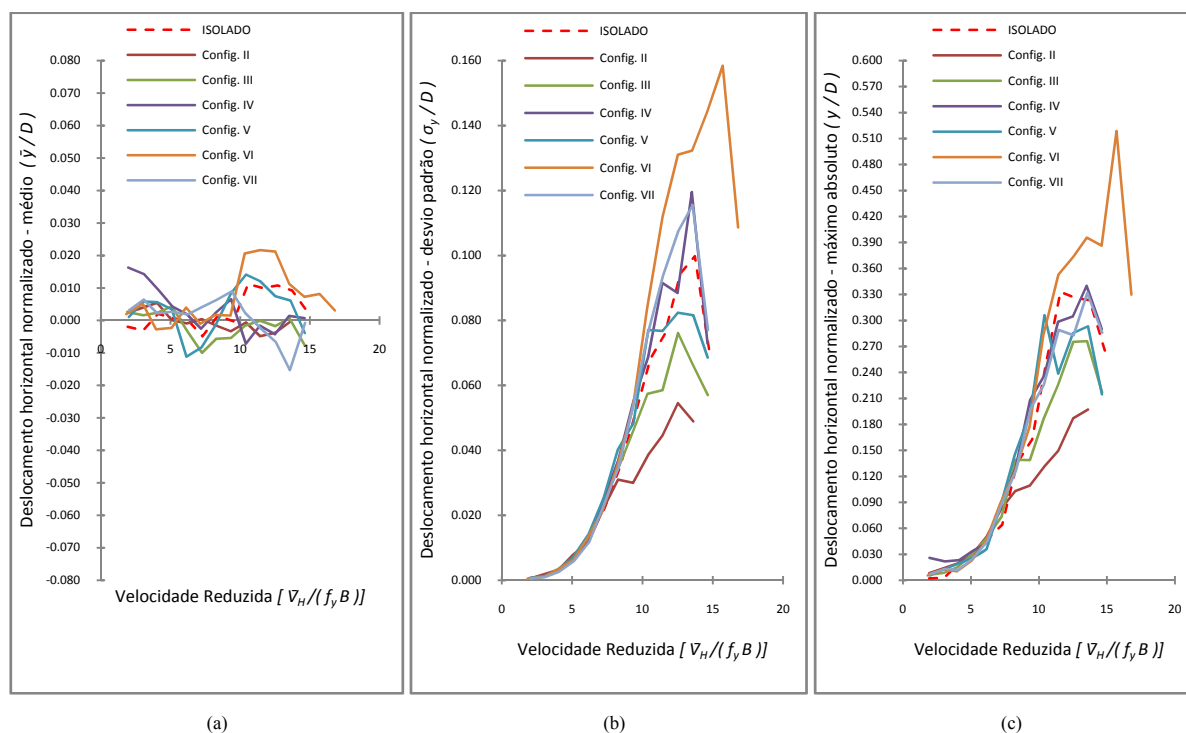 ISOLADO
Config. II
Config. III
Config. IV
Config. V
Config. VI
Config. VII
0.080
0.070
0.060
0.050
0.040
0.030
0.020
0.010
0.000
-0.010
-0.020
-0.030
-0.040
-0.050
-0.060
-0.070
-0.080
0
5
10
15
20
Deslocamento horizontal normalizado - médio ( ȳ / D )
Velocidade Reduzida [ V̅_H/( f_y B )]
(a)
ISOLADO
Config. II
Config. III
Config. IV
Config. V
Config. VI
Config. VII
0.160
0.140
0.120
0.100
0.080
0.060
0.040
0.020
0.000
0
5
10
15
20
Deslocamento horizontal normalizado - desvio padrão ( σ_y / D )
Velocidade Reduzida [ V̅_H/( f_y B )]
(b)
ISOLADO
Config. II
Config. III
Config. IV
Config. V
Config. VI
Config. VII
0.600
0.570
0.540
0.510
0.480
0.450
0.420
0.390
0.360
0.330
0.300
0.270
0.240
0.210
0.180
0.150
0.120
0.090
0.060
0.030
0.000
0
5
10
15
20
Deslocamento horizontal normalizado - máximo absoluto ( y / D )
Velocidade Reduzida [ V̅_H/( f_y B )]
(c)